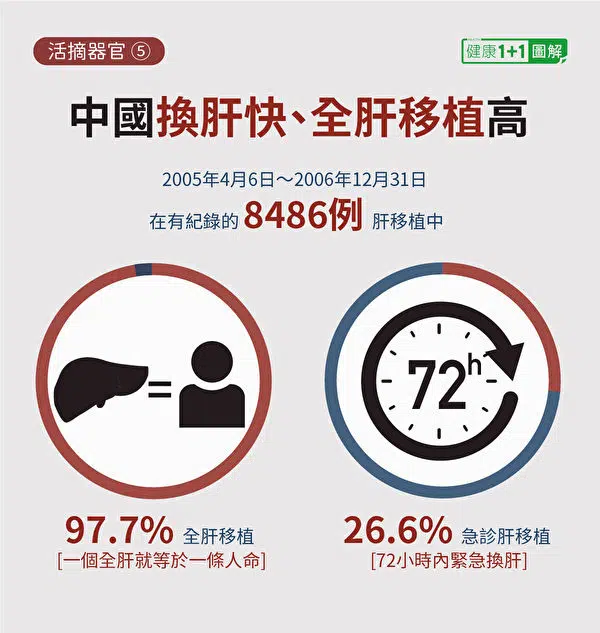 活摘器官 ⑤
健康1+1 圖解
中國換肝快、全肝移植高
2005年4月6日～2006年12月31日
在有紀錄的 8486例 肝移植中
72h
97.7% 全肝移植
[一個全肝就等於一條人命]
26.6% 急診肝移植
[72小時內緊急換肝]